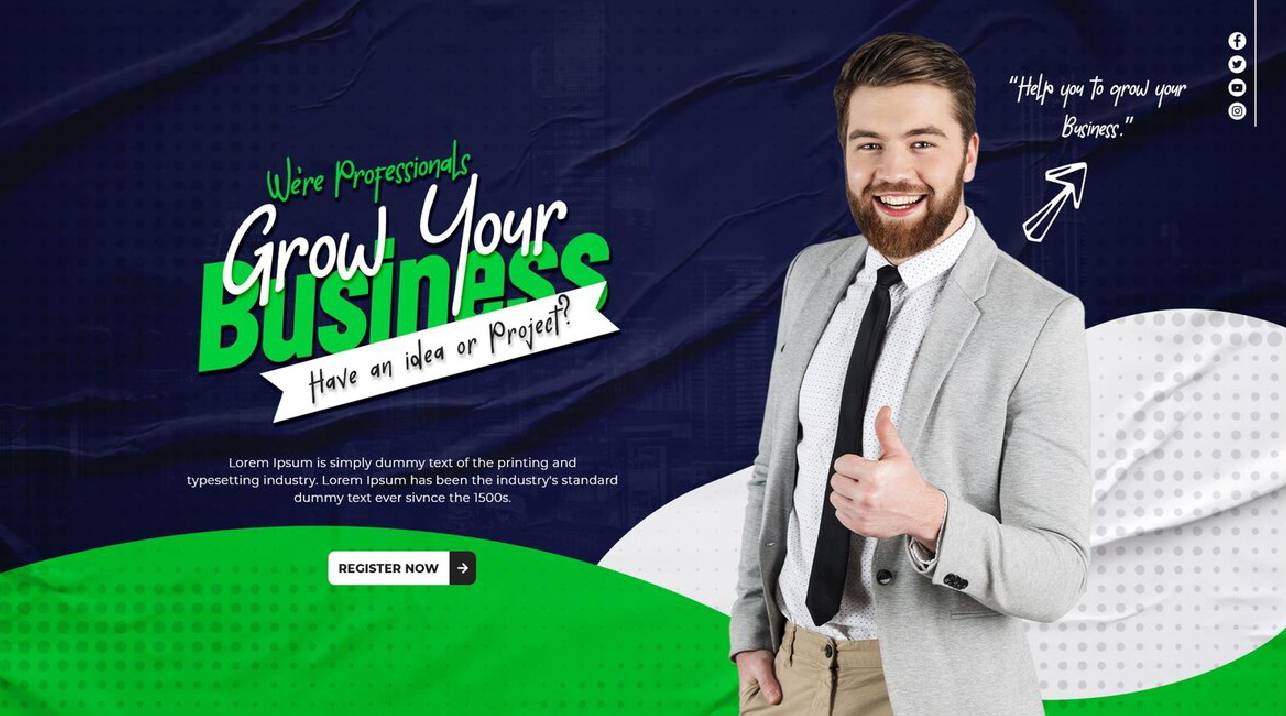 We're Professionals
Grow Your
Business
Have an idea or Project?
Lorem Ipsum is simply dummy text of the printing and
typesetting industry. Lorem Ipsum has been the industry's standard
dummy text ever sivnce the 1500s.
REGISTER NOW
"Help you to grow your
Business."